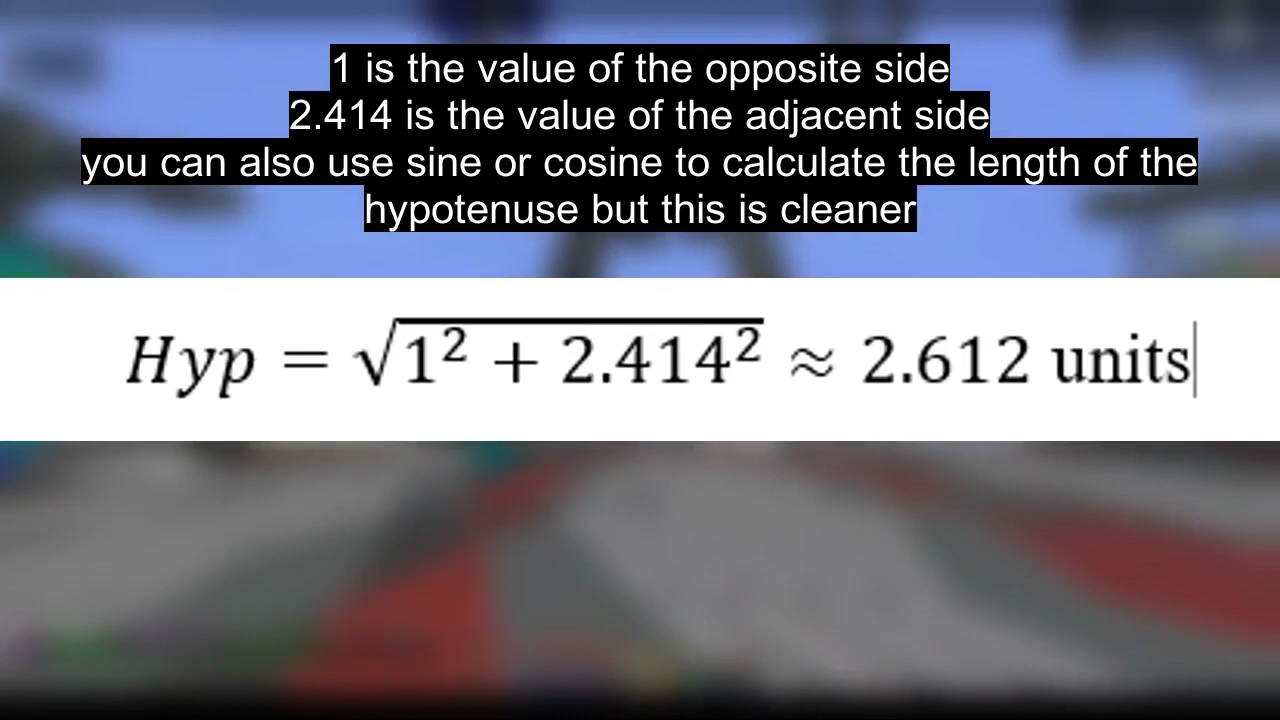 1 is the value of the opposite side
2.414 is the value of the adjacent side
you can also use sine or cosine to calculate the length of the
hypotenuse but this is cleaner
Hyp = √1² + 2.414² ≈ 2.612 units